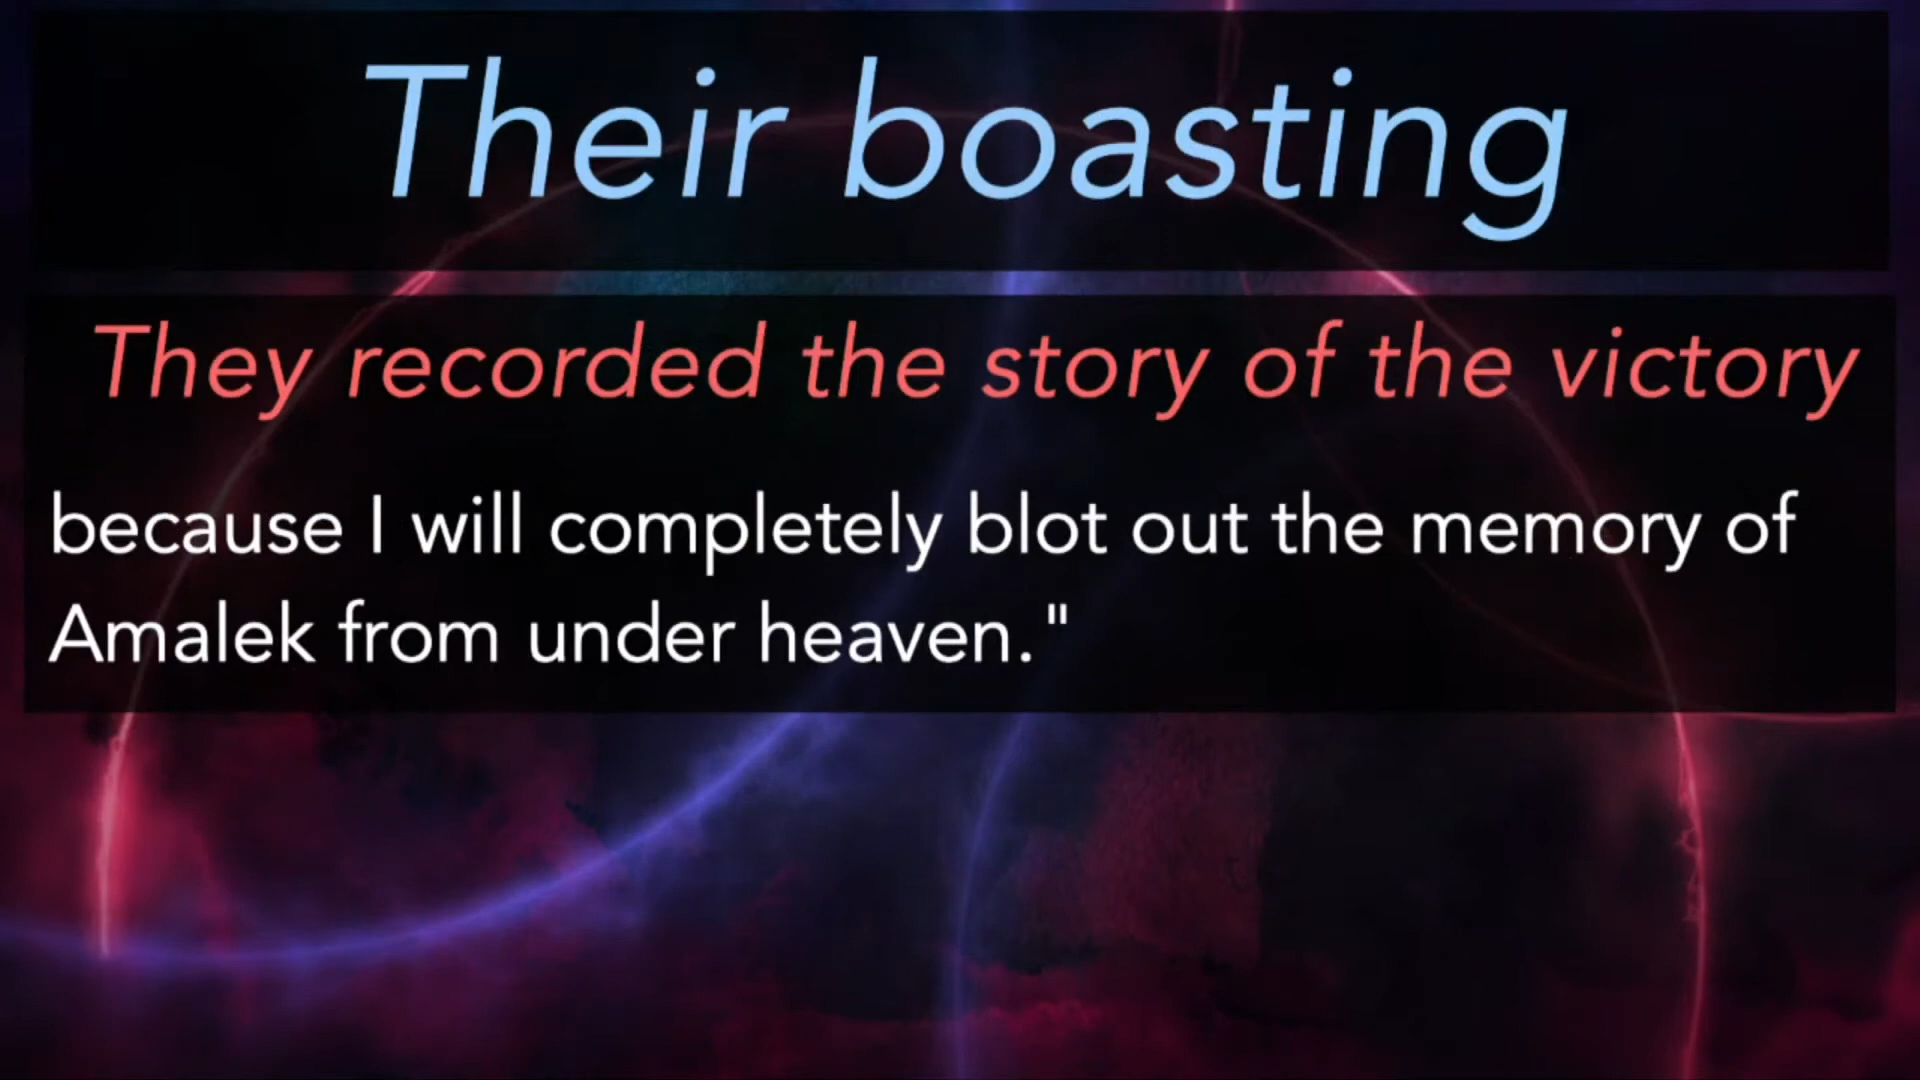 Their boasting
They recorded the story of the victory
because I will completely blot out the memory of
Amalek from under heaven."